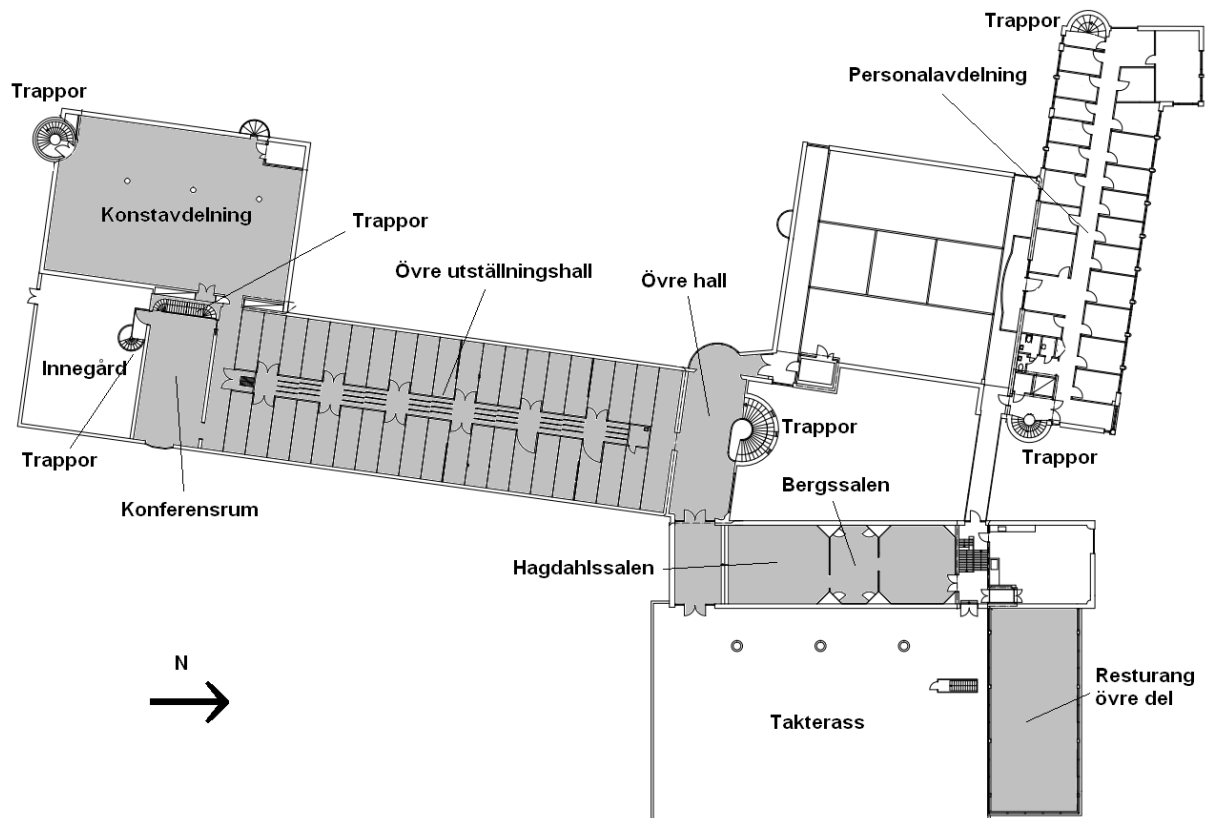 Trappor
Personalavdelning
Trappor
Konstavdelning
Trappor
Övre utställningshall
Övre hall
Innegård
Trappor
Trappor
Trappor
Bergssalen
Konferensrum
Hagdahlssalen
N
Resturang
övre del
Takterass